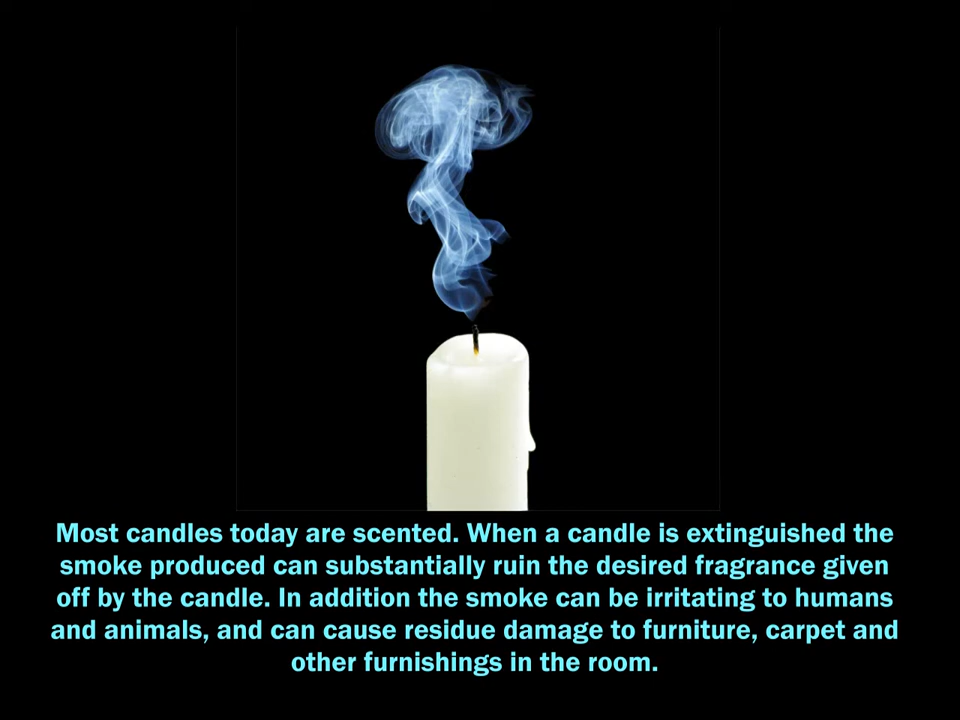 Most candles today are scented. When a candle is extinguished the
smoke produced can substantially ruin the desired fragrance given
off by the candle. In addition the smoke can be irritating to humans
and animals, and can cause residue damage to furniture, carpet and
other furnishings in the room.